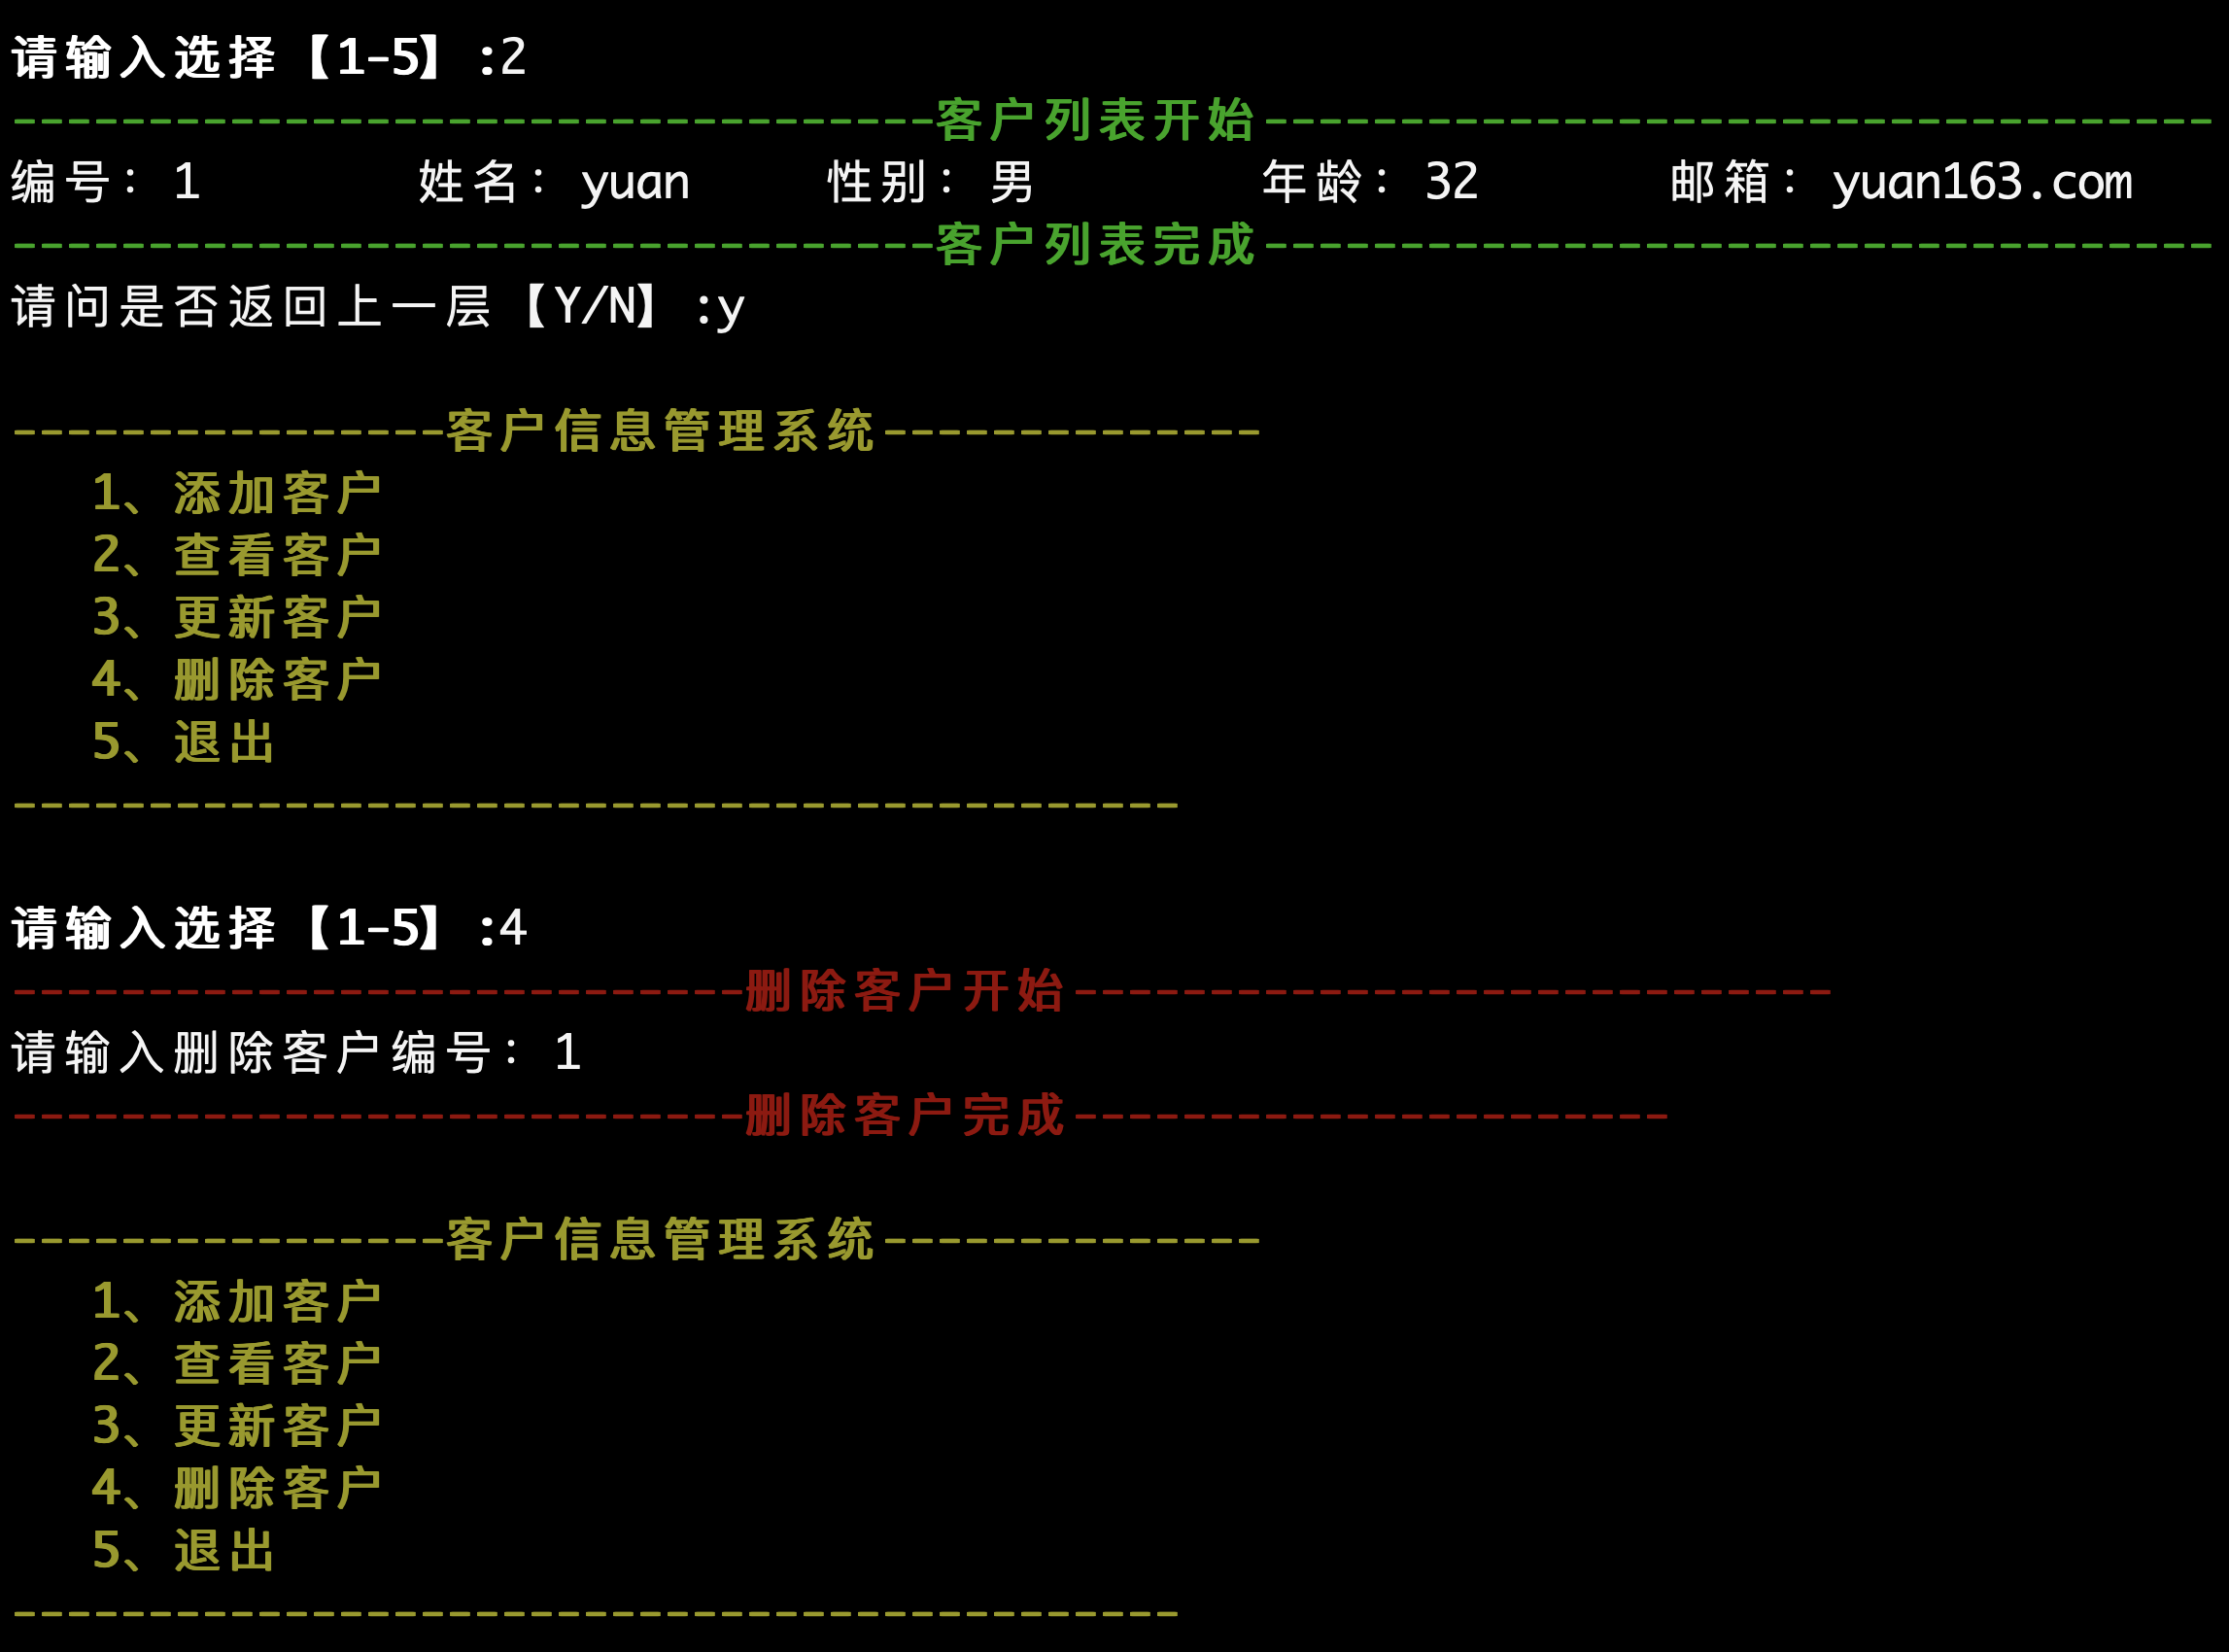 请输入选择【1-5】:2
----------------------------------客户列表开始-----------------------------------
编号：1        姓名：yuan     性别：男        年龄：32       邮箱：yuan163.com
----------------------------------客户列表完成-----------------------------------
请问是否返回上一层【Y/N】:y
----------------客户信息管理系统--------------
1、添加客户
2、查看客户
3、更新客户
4、删除客户
5、退出
-------------------------------------------
请输入选择【1-5】:4
---------------------------删除客户开始----------------------------
请输入删除客户编号：1
---------------------------删除客户完成----------------------
----------------客户信息管理系统--------------
1、添加客户
2、查看客户
3、更新客户
4、删除客户
5、退出
-------------------------------------------